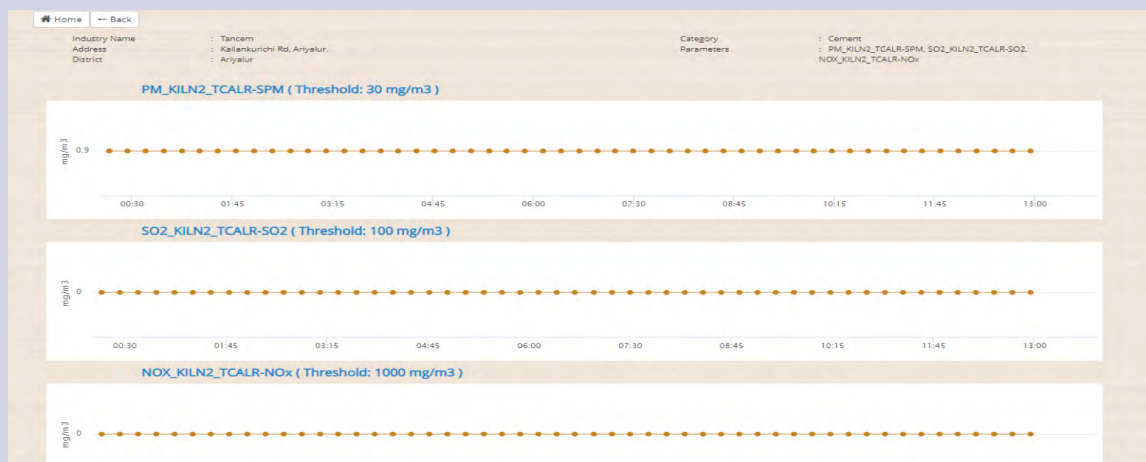 Home ← Back
Industry Name : Tancem Category : Cement
Address : Kallankurichi Rd, Ariyalur. Parameters : PM_KILN2_TCALR-SPM, SO2_KILN2_TCALR-SO2,
District : Ariyalur NOX_KILN2_TCALR-NOx
PM_KILN2_TCALR-SPM ( Threshold: 30 mg/m3 )
mg/m3
0.9
00:30 01:45 03:15 04:45 06:00 07:30 08:45 10:15 11:45 13:00
SO2_KILN2_TCALR-SO2 ( Threshold: 100 mg/m3 )
mg/m3
0
00:30 01:45 03:15 04:45 06:00 07:30 08:45 10:15 11:45 13:00
NOX_KILN2_TCALR-NOx ( Threshold: 1000 mg/m3 )
mg/m3
0